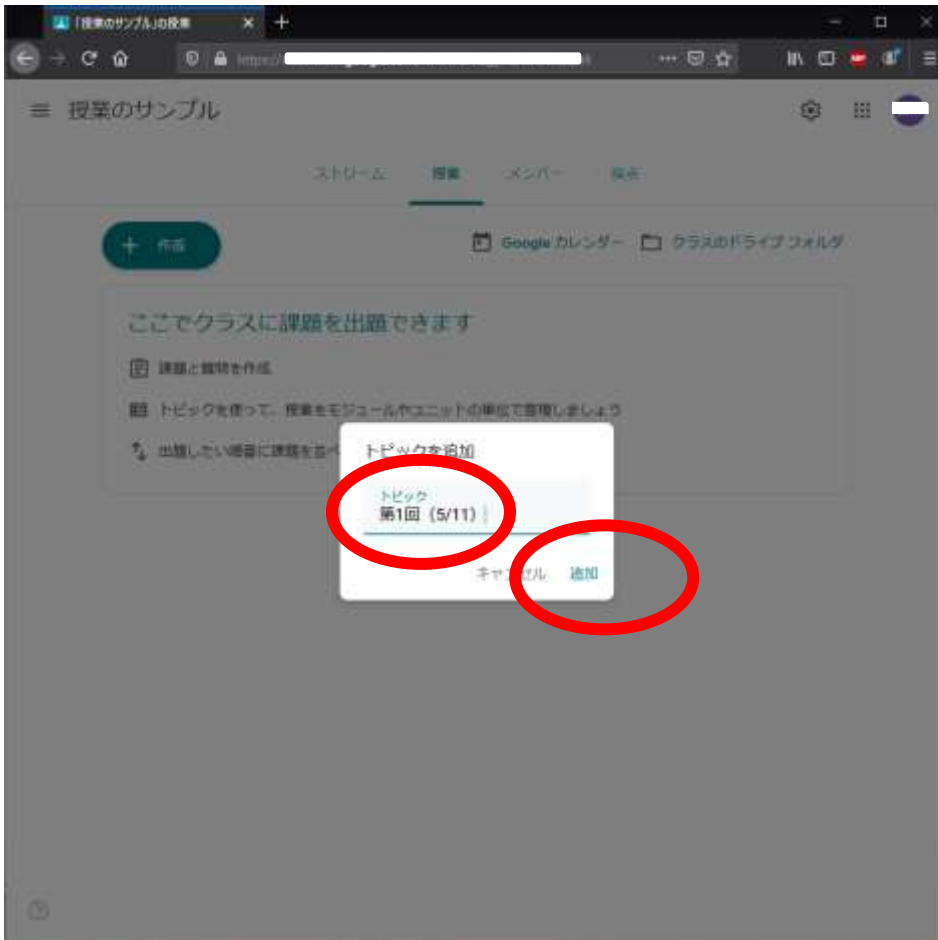 「授業のサンプル」の授業
https://
授業のサンプル
ストリーム 授業 メンバー 採点
+ 作成
Google カレンダー クラスのドライブ フォルダ
ここでクラスに課題を出題できます
課題と質問を作成
トピックを使って、授業をモジュールやユニットの単位で整理しましょう
出題したい順番に課題を並べ
トピックを追加
トピック
第1回（5/11）
キャンセル 追加